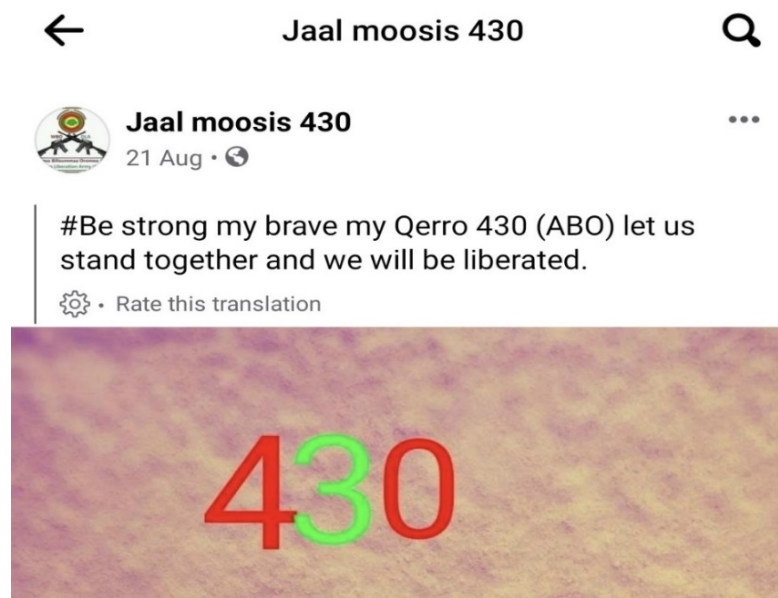 Jaal moosis 430
Jaal moosis 430
21 Aug •
#Be strong my brave my Qerro 430 (ABO) let us
stand together and we will be liberated.
• Rate this translation
430